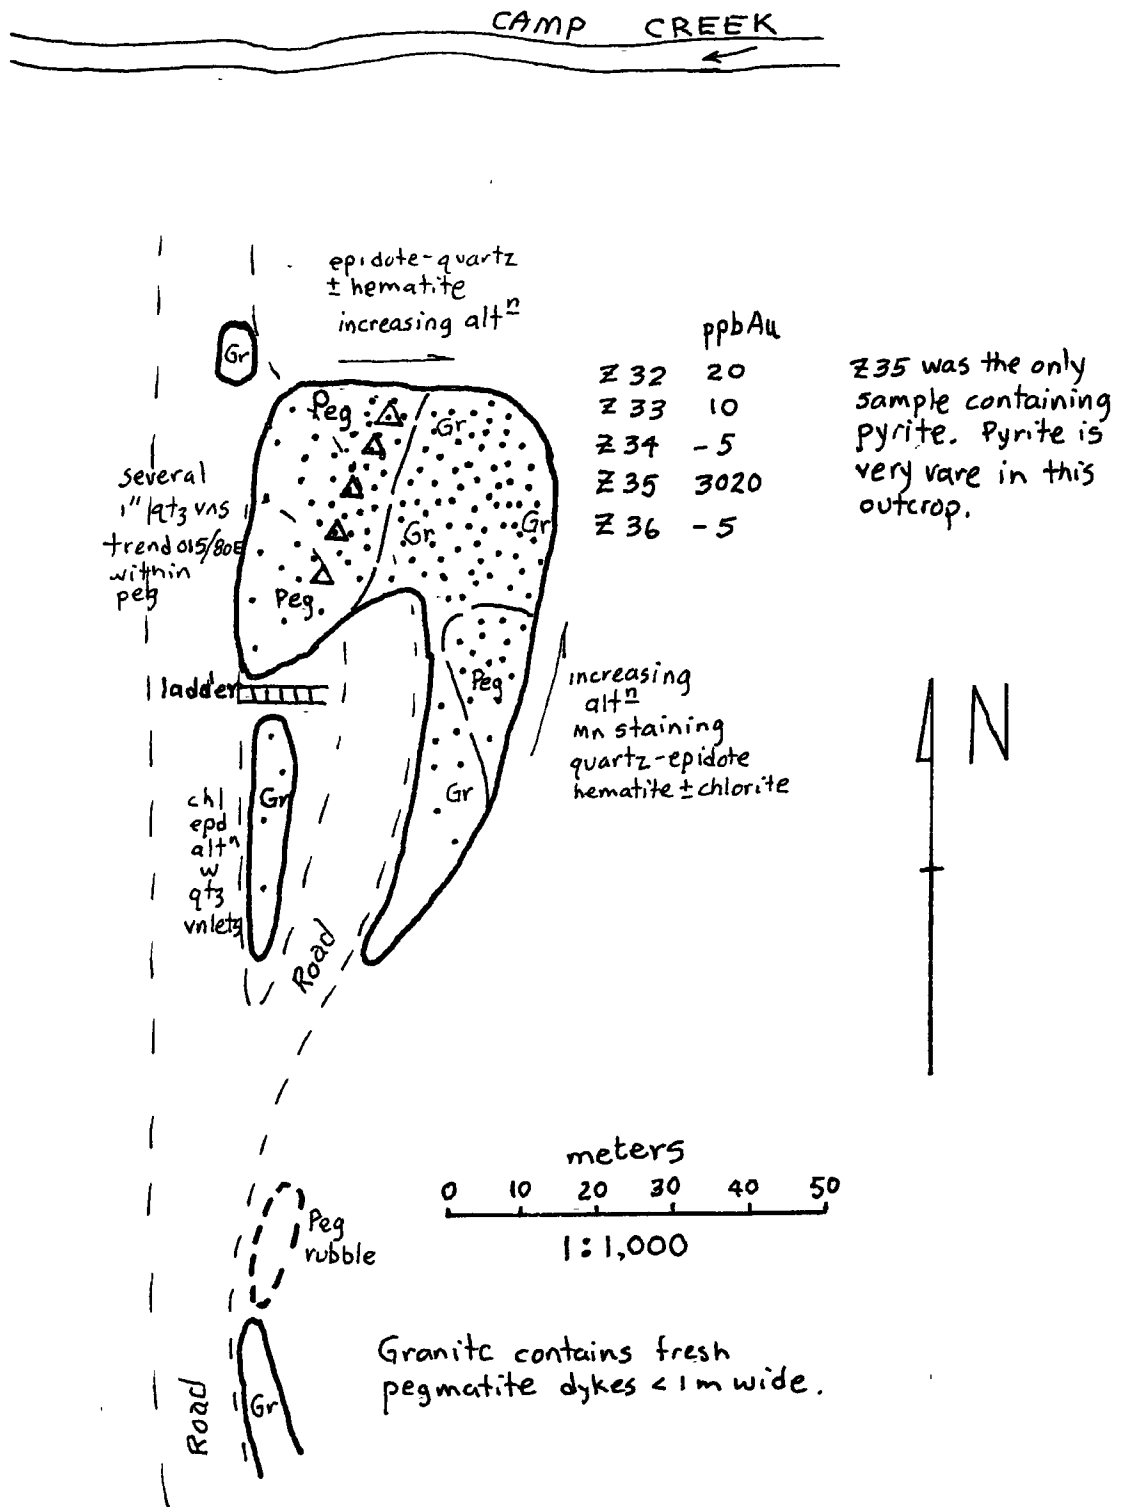 CAMP CREEK
epidote-quartz
± hematite
increasing altⁿ
Gr
ppb Au
Z 32 20
Z 33 10
Z 34 -5
Z 35 3020
Z 36 -5
Z35 was the only
sample containing
pyrite. Pyrite is
very rare in this
outcrop.
Peg
Gr
Gr
Gr
Peg
several
1" qtz vns
trend 015/80E
within
peg
ladder
Peg
Gr
increasing
altⁿ
Mn staining
quartz-epidote
hematite ± chlorite
N
Gr
chl
epd
altⁿ
w
qtz
vnlets
Road
meters
0 10 20 30 40 50
1:1,000
Peg
rubble
Granite contains fresh
pegmatite dykes < 1 m wide.
Gr
Road